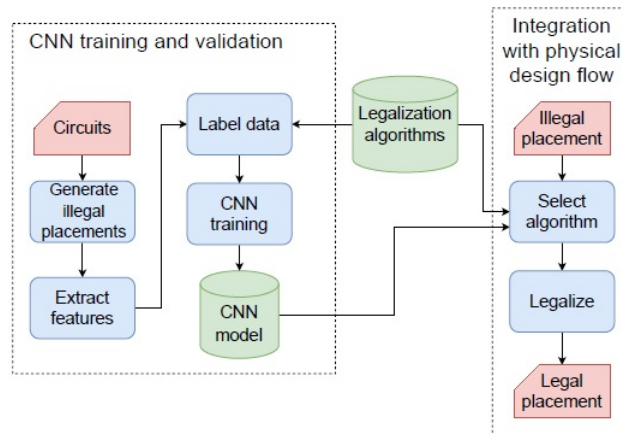 CNN training and validation
Circuits
Generate
illegal
placements
Extract
features
Label data
CNN
training
CNN
model
Legalization
algorithms
Integration
with physical
design flow
Illegal
placement
Select
algorithm
Legalize
Legal
placement